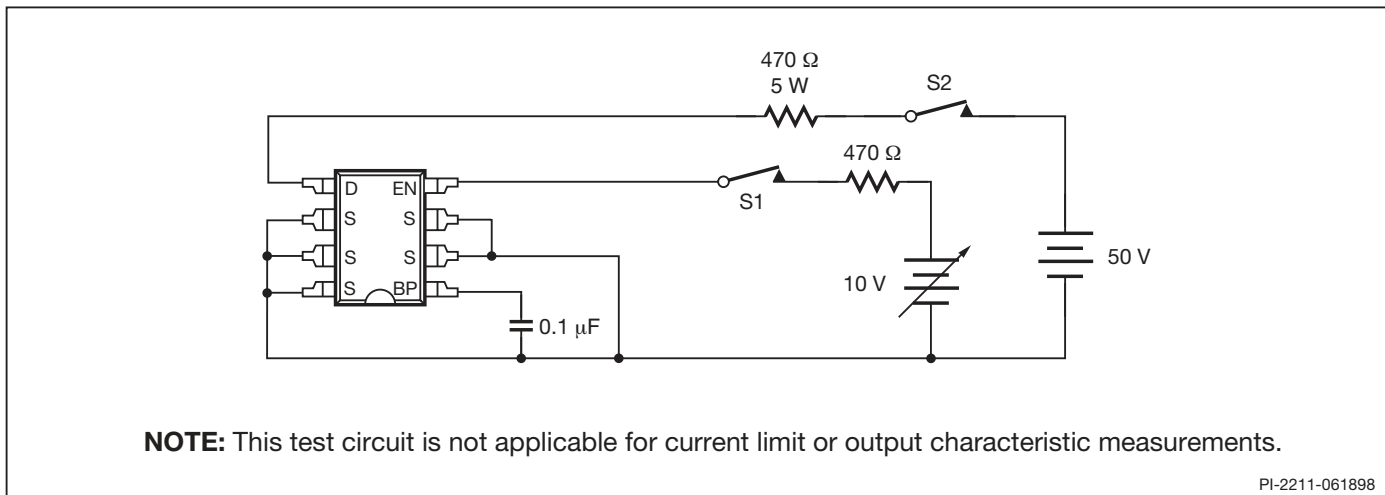 470 Ω
5 W
S2
470 Ω
S1
D EN
S S
S S
S BP
0.1 μF
10 V
50 V
NOTE: This test circuit is not applicable for current limit or output characteristic measurements.
PI-2211-061898